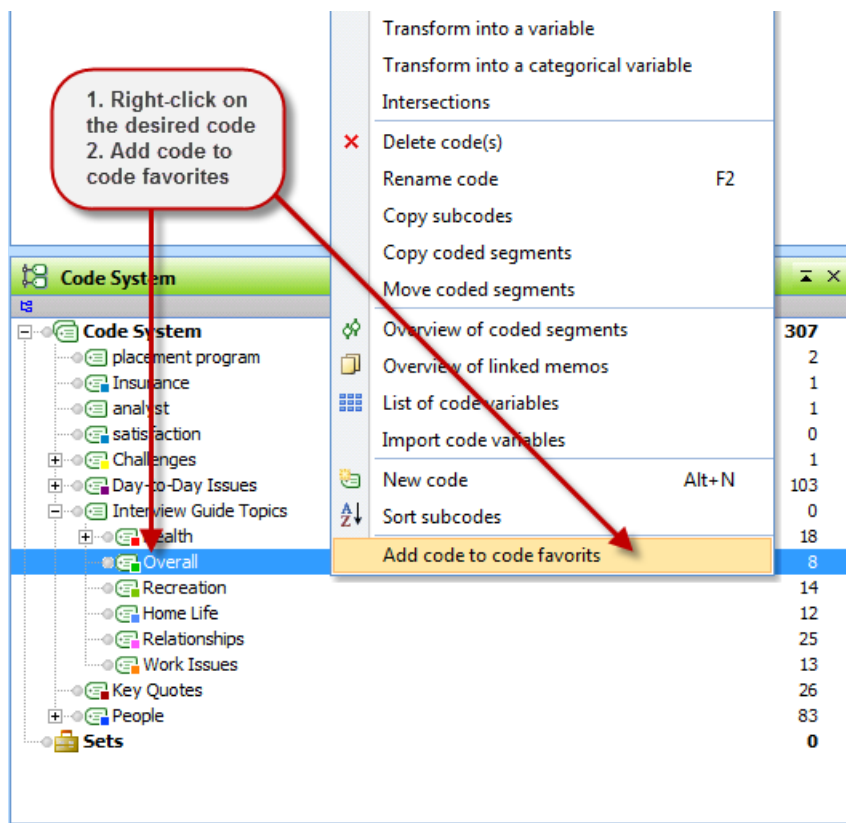 Transform into a variable
Transform into a categorical variable
Intersections
Delete code(s)
Rename code F2
Copy subcodes
Copy coded segments
Move coded segments
Overview of coded segments
Overview of linked memos
List of code variables
Import code variables
New code Alt+N
Sort subcodes
Add code to code favorits
1. Right-click on
the desired code
2. Add code to
code favorites
Code System
Code System 307
placement program 2
Insurance 1
analyst 1
satisfaction 0
Challenges 1
Day-to-Day Issues 103
Interview Guide Topics 0
Health 18
Overall 8
Recreation 14
Home Life 12
Relationships 25
Work Issues 13
Key Quotes 26
People 83
Sets 0